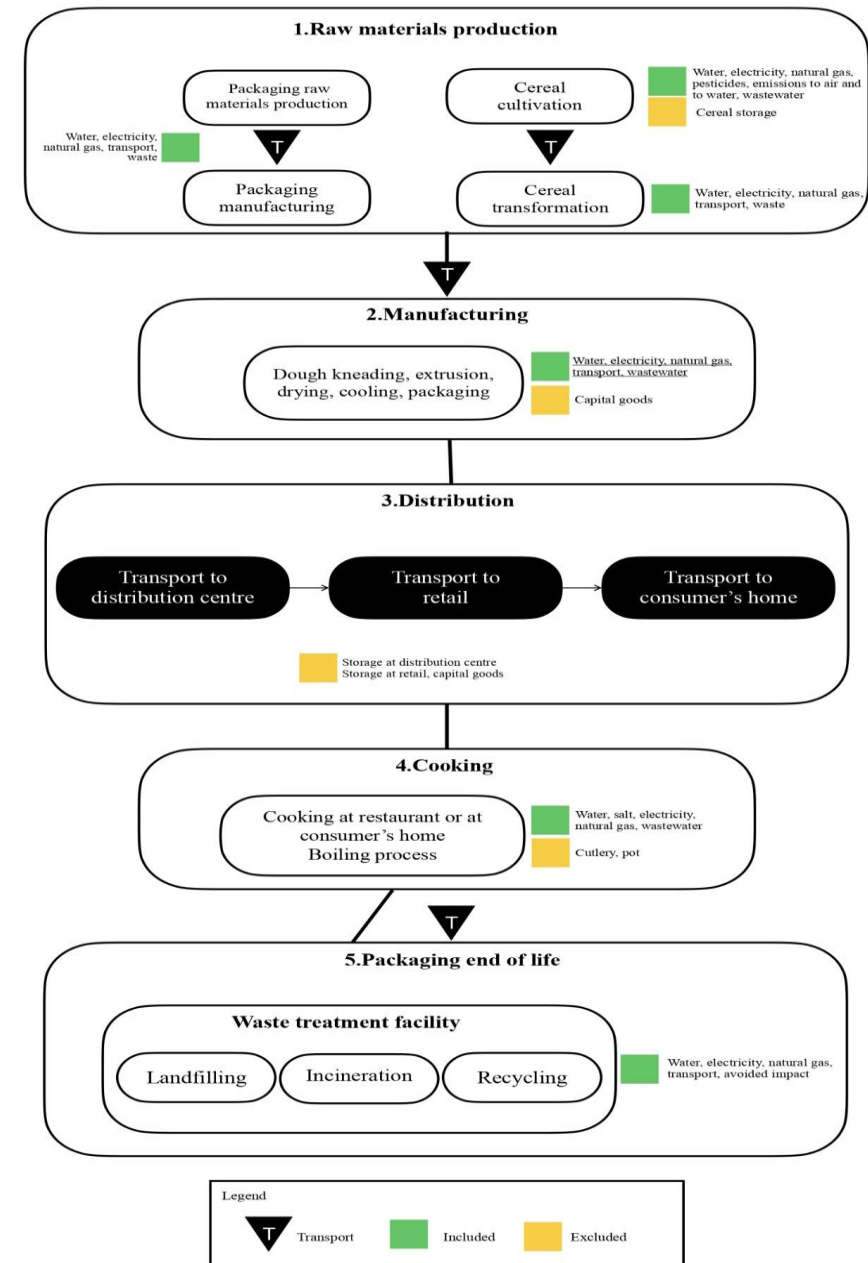 1.Raw materials production
Packaging raw
materials production
Cereal
cultivation
Water, electricity, natural gas,
pesticides, emissions to air and
to water, wastewater
Cereal storage
Water, electricity,
natural gas, transport,
waste
T
T
Packaging
manufacturing
Cereal
transformation
Water, electricity, natural gas,
transport, waste
T
2.Manufacturing
Dough kneading, extrusion,
drying, cooling, packaging
Water, electricity, natural gas,
transport, wastewater
Capital goods
3.Distribution
Transport to
distribution centre
Transport to
retail
Transport to
consumer’s home
Storage at distribution centre
Storage at retail, capital goods
4.Cooking
Cooking at restaurant or at
consumer’s home
Boiling process
Water, salt, electricity,
natural gas, wastewater
Cutlery, pot
T
5.Packaging end of life
Waste treatment facility
Landfilling
Incineration
Recycling
Water, electricity, natural gas,
transport, avoided impact
Legend
T
Transport
Included
Excluded